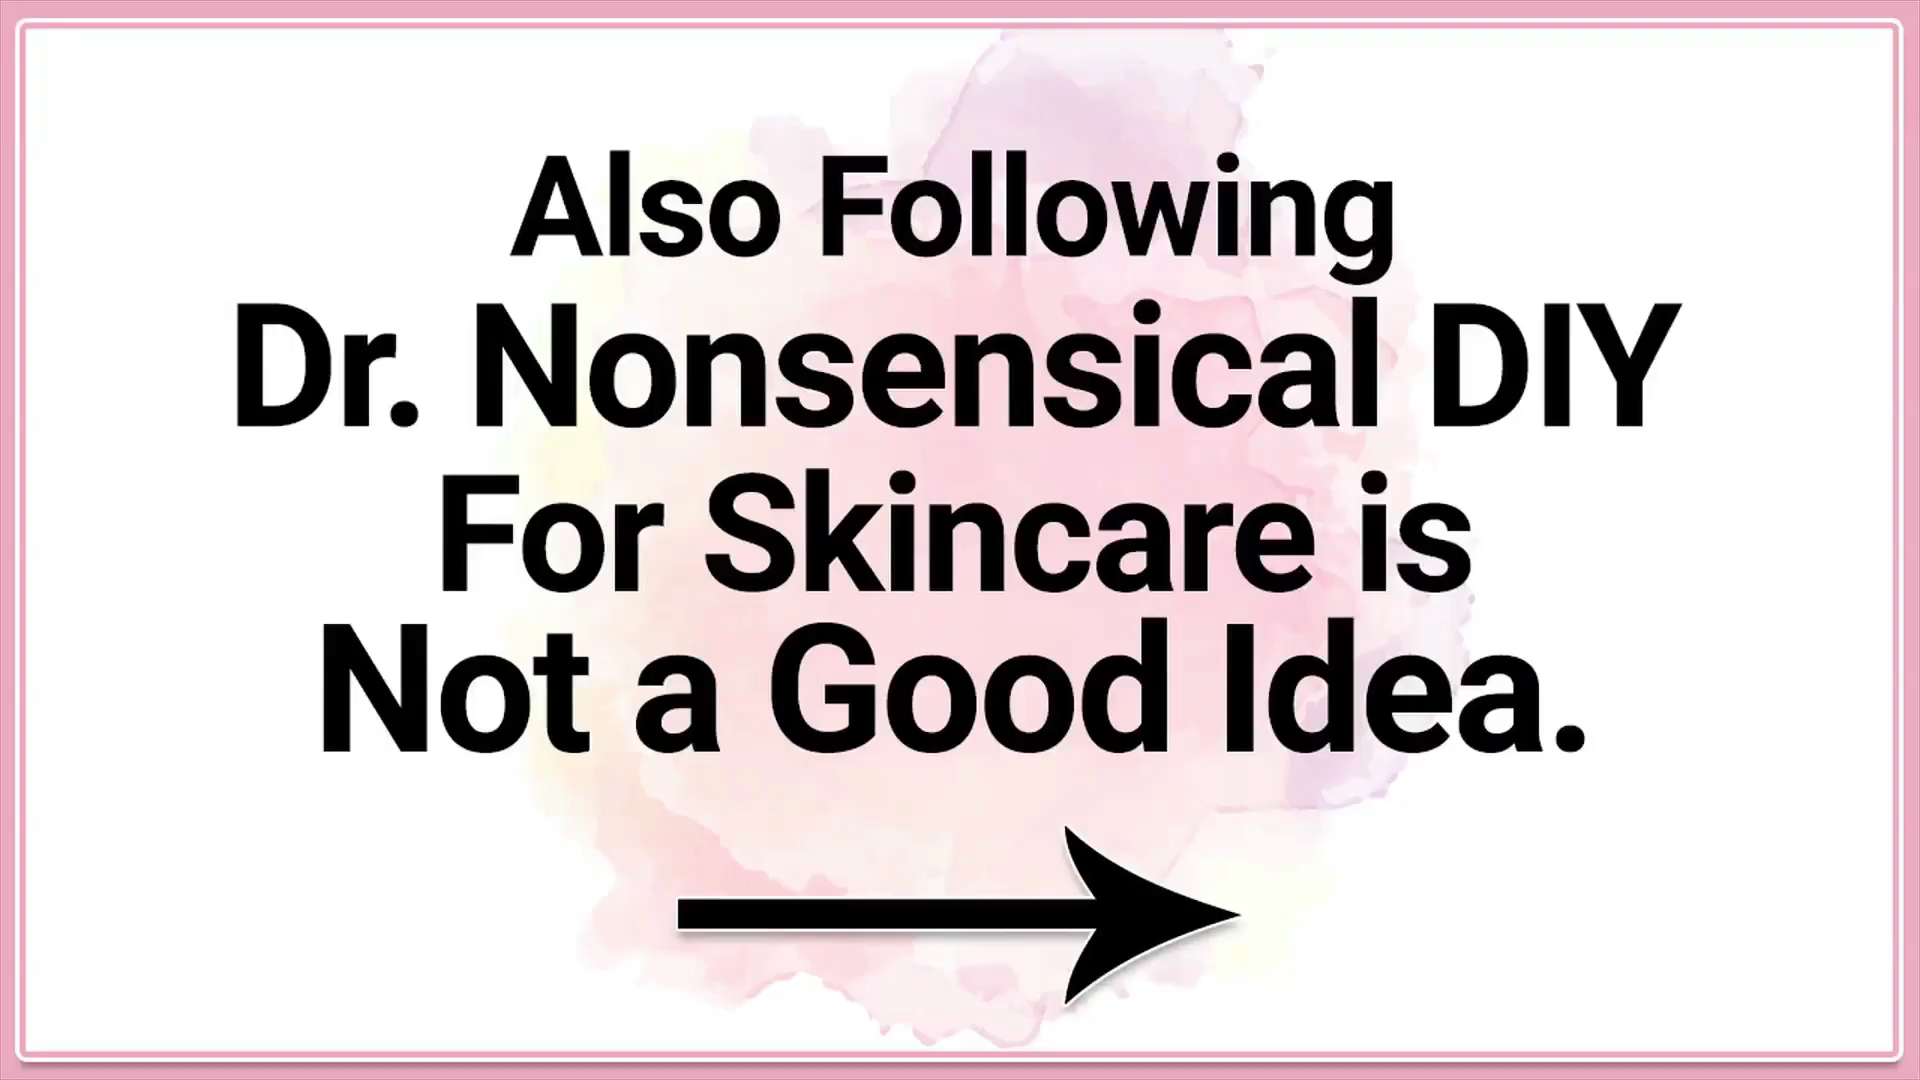 Also Following
Dr. Nonsensical DIY
For Skincare is
Not a Good Idea.